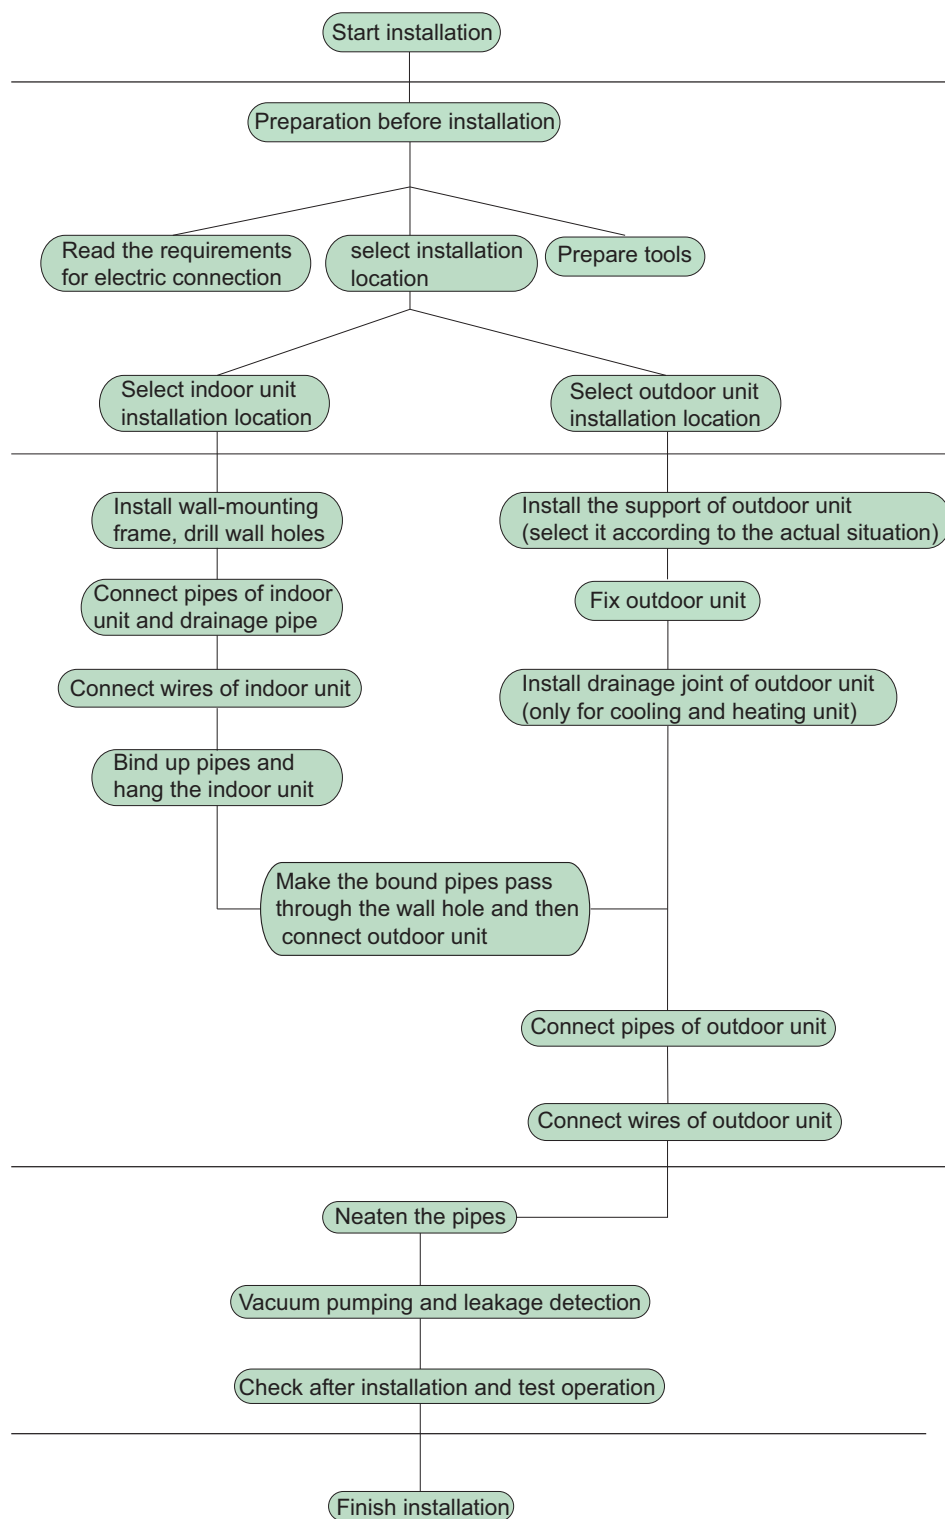 Start installation
Preparation before installation
Read the requirements
for electric connection
select installation
location
Prepare tools
Select indoor unit
installation location
Select outdoor unit
installation location
Install wall-mounting
frame, drill wall holes
Install the support of outdoor unit
(select it according to the actual situation)
Connect pipes of indoor
unit and drainage pipe
Fix outdoor unit
Connect wires of indoor unit
Install drainage joint of outdoor unit
(only for cooling and heating unit)
Bind up pipes and
hang the indoor unit
Make the bound pipes pass
through the wall hole and then
connect outdoor unit
Connect pipes of outdoor unit
Connect wires of outdoor unit
Neaten the pipes
Vacuum pumping and leakage detection
Check after installation and test operation
Finish installation